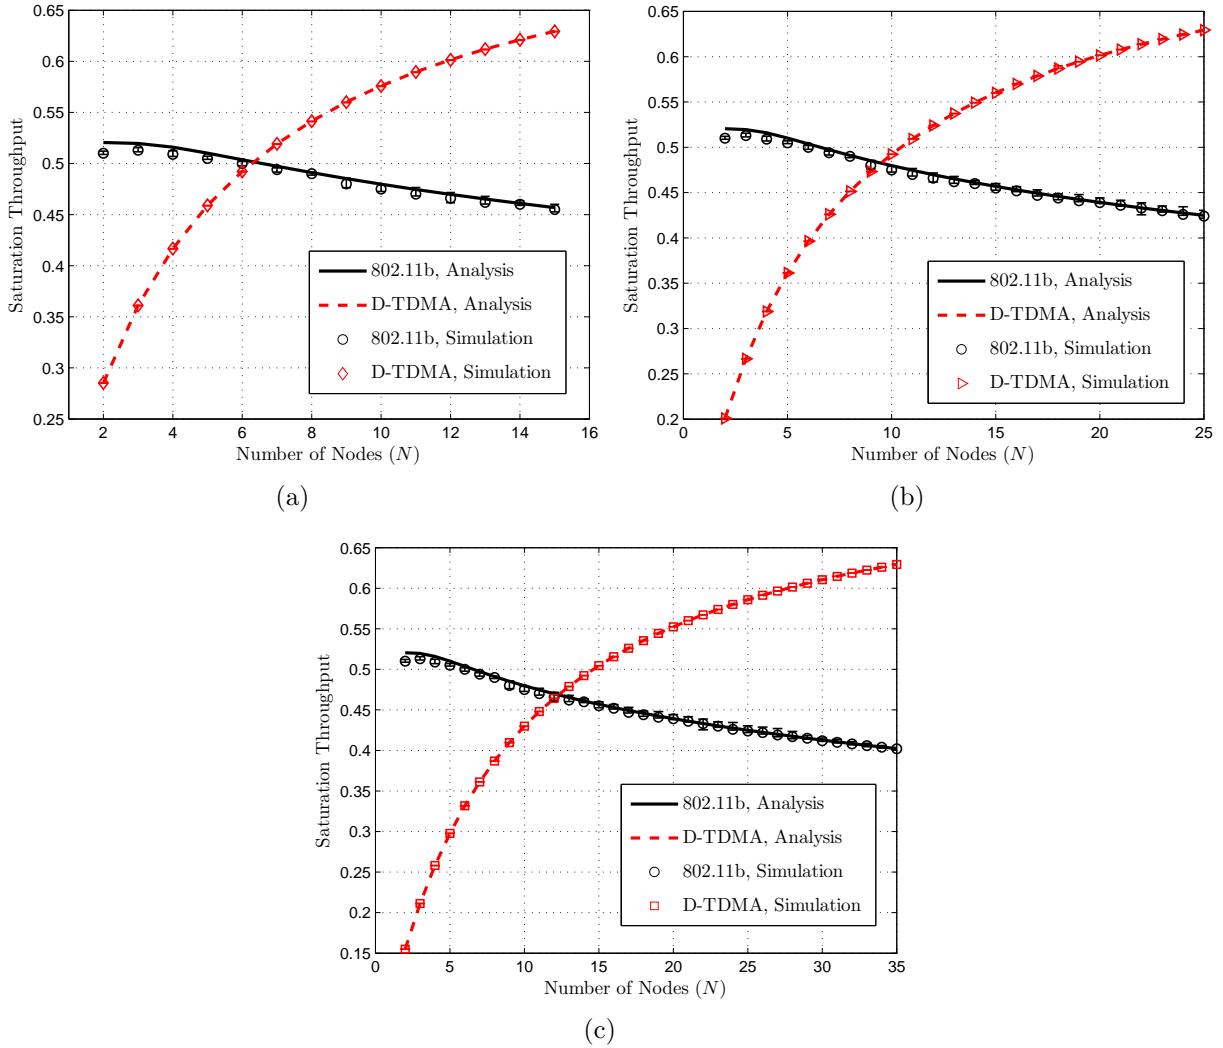 0.65
0.6
0.55
0.5
0.45
0.4
0.35
0.3
0.25
2 4 6 8 10 12 14 16
Saturation Throughput
Number of Nodes (N)
802.11b, Analysis
D-TDMA, Analysis
802.11b, Simulation
D-TDMA, Simulation
(a)
0.65
0.6
0.55
0.5
0.45
0.4
0.35
0.3
0.25
0.2
0 5 10 15 20 25
Saturation Throughput
Number of Nodes (N)
802.11b, Analysis
D-TDMA, Analysis
802.11b, Simulation
D-TDMA, Simulation
(b)
0.65
0.6
0.55
0.5
0.45
0.4
0.35
0.3
0.25
0.2
0.15
0 5 10 15 20 25 30 35
Saturation Throughput
Number of Nodes (N)
802.11b, Analysis
D-TDMA, Analysis
802.11b, Simulation
D-TDMA, Simulation
(c)